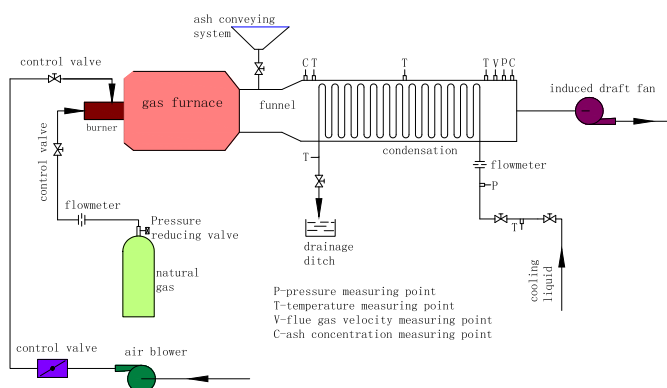 ash conveying
system
control valve
C T
T
T V P C
induced draft fan
gas furnace
funnel
burner
condensation
control valve
T
flowmeter
P
flowmeter
Pressure
reducing valve
T
drainage
ditch
natural
gas
cooling
liquid
P-pressure measuring point
T-temperature measuring point
V-flue gas velocity measuring point
C-ash concentration measuring point
control valve
air blower